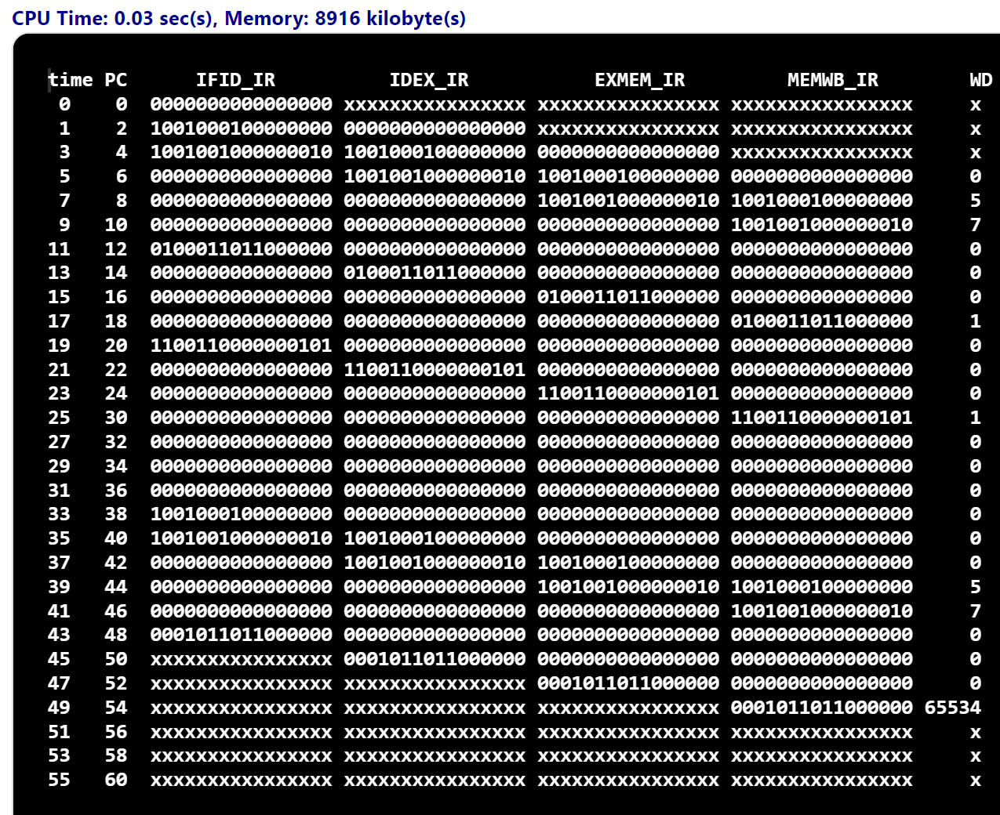 CPU Time: 0.03 sec(s), Memory: 8916 kilobyte(s)
time PC IFID_IR IDEX_IR EXMEM_IR MEMWB_IR WD
0 0 0000000000000000 xxxxxxxxxxxxxxxx xxxxxxxxxxxxxxxx xxxxxxxxxxxxxxxx x
1 2 1001000100000000 0000000000000000 xxxxxxxxxxxxxxxx xxxxxxxxxxxxxxxx x
3 4 1001001000000010 1001000100000000 0000000000000000 xxxxxxxxxxxxxxxx x
5 6 0000000000000000 1001001000000010 1001000100000000 0000000000000000 0
7 8 0000000000000000 0000000000000000 1001001000000010 1001000100000000 5
9 10 0000000000000000 0000000000000000 0000000000000000 1001001000000010 7
11 12 0100011011000000 0000000000000000 0000000000000000 0000000000000000 0
13 14 0000000000000000 0100011011000000 0000000000000000 0000000000000000 0
15 16 0000000000000000 0000000000000000 0100011011000000 0000000000000000 0
17 18 0000000000000000 0000000000000000 0000000000000000 0100011011000000 1
19 20 1100110000000101 0000000000000000 0000000000000000 0000000000000000 0
21 22 0000000000000000 1100110000000101 0000000000000000 0000000000000000 0
23 24 0000000000000000 0000000000000000 1100110000000101 0000000000000000 0
25 30 0000000000000000 0000000000000000 0000000000000000 1100110000000101 1
27 32 0000000000000000 0000000000000000 0000000000000000 0000000000000000 0
29 34 0000000000000000 0000000000000000 0000000000000000 0000000000000000 0
31 36 0000000000000000 0000000000000000 0000000000000000 0000000000000000 0
33 38 1001000100000000 0000000000000000 0000000000000000 0000000000000000 0
35 40 1001001000000010 1001000100000000 0000000000000000 0000000000000000 0
37 42 0000000000000000 1001001000000010 1001000100000000 0000000000000000 0
39 44 0000000000000000 0000000000000000 1001001000000010 1001000100000000 5
41 46 0000000000000000 0000000000000000 0000000000000000 1001001000000010 7
43 48 0001011011000000 0000000000000000 0000000000000000 0000000000000000 0
45 50 xxxxxxxxxxxxxxxx 0001011011000000 0000000000000000 0000000000000000 0
47 52 xxxxxxxxxxxxxxxx xxxxxxxxxxxxxxxx 0001011011000000 0000000000000000 0
49 54 xxxxxxxxxxxxxxxx xxxxxxxxxxxxxxxx xxxxxxxxxxxxxxxx 0001011011000000 65534
51 56 xxxxxxxxxxxxxxxx xxxxxxxxxxxxxxxx xxxxxxxxxxxxxxxx xxxxxxxxxxxxxxxx x
53 58 xxxxxxxxxxxxxxxx xxxxxxxxxxxxxxxx xxxxxxxxxxxxxxxx xxxxxxxxxxxxxxxx x
55 60 xxxxxxxxxxxxxxxx xxxxxxxxxxxxxxxx xxxxxxxxxxxxxxxx xxxxxxxxxxxxxxxx x